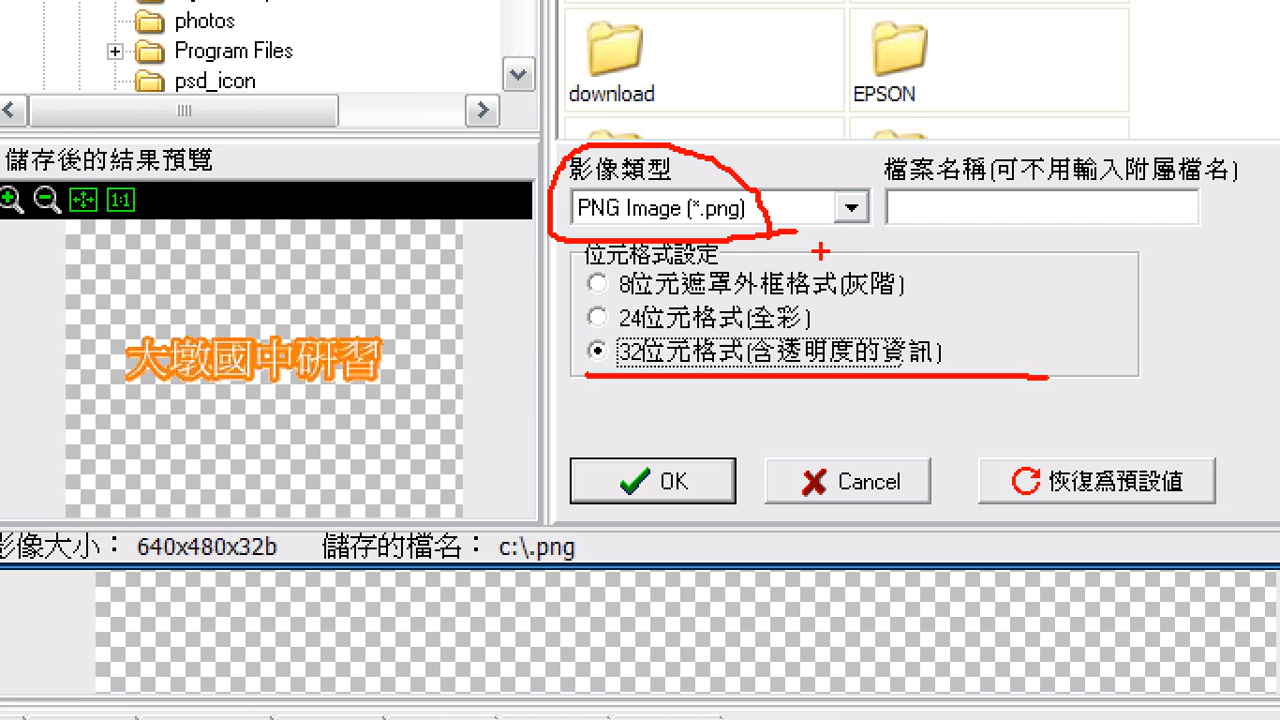 photos
Program Files
psd_icon
download
EPSON
儲存後的結果預覽
1:1
影像類型
PNG Image (*.png)
檔案名稱(可不用輸入附屬檔名)
位元格式設定
8位元遮罩外框格式(灰階)
24位元格式(全彩)
32位元格式(含透明度的資訊)
大墩國中研習
OK
Cancel
恢復為預設值
影像大小： 640x480x32b
儲存的檔名： c:\.png